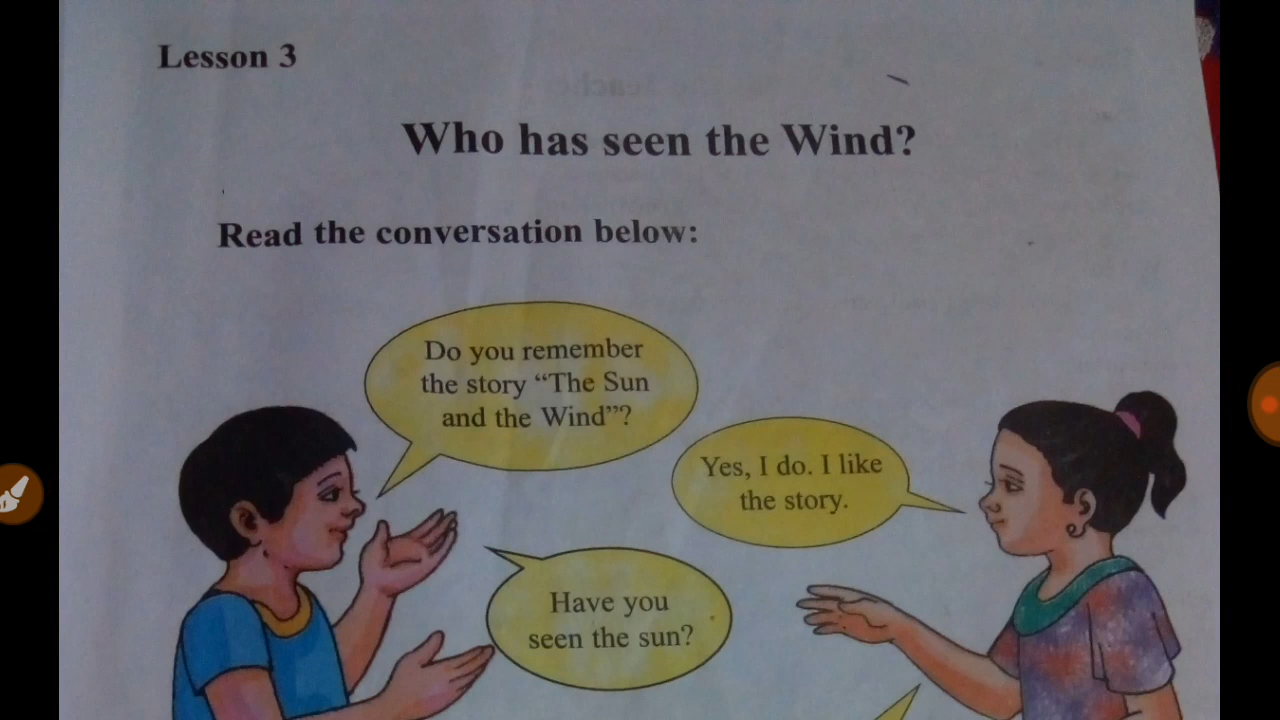 Lesson 3
Who has seen the Wind?
Read the conversation below:
Do you remember
the story “The Sun
and the Wind”?
Yes, I do. I like
the story.
Have you
seen the sun?